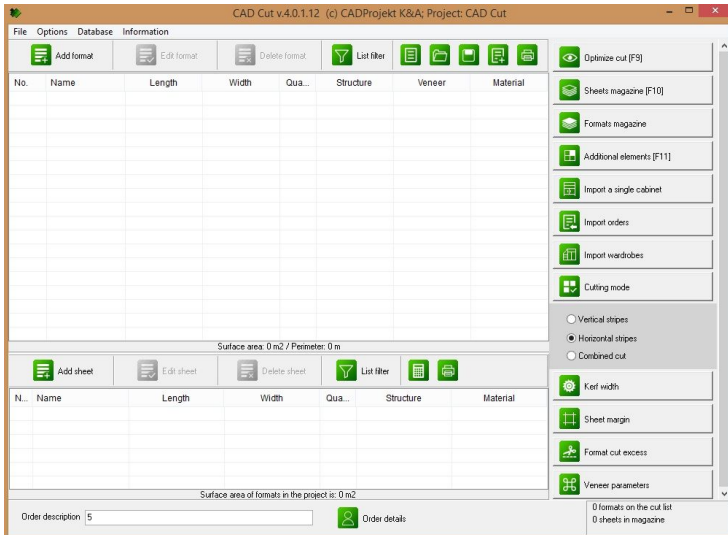 CAD Cut v.4.0.1.12 (c) CADProjekt K&A; Project: CAD Cut
File Options Database Information
Add format Edit format Delete format List filter
No. Name Length Width Qua... Structure Veneer Material
Surface area: 0 m2 / Perimeter: 0 m
Add sheet Edit sheet Delete sheet List filter
N... Name Length Width Qua... Structure Material
Surface area of formats in the project is: 0 m2
Order description 5 Order details
Optimize cut [F9]
Sheets magazine [F10]
Formats magazine
Additional elements [F11]
Import a single cabinet
Import orders
Import wardrobes
Cutting mode
Vertical stripes
Horizontal stripes
Combined cut
Kerf width
Sheet margin
Format cut excess
Veneer parameters
0 formats on the cut list
0 sheets in magazine